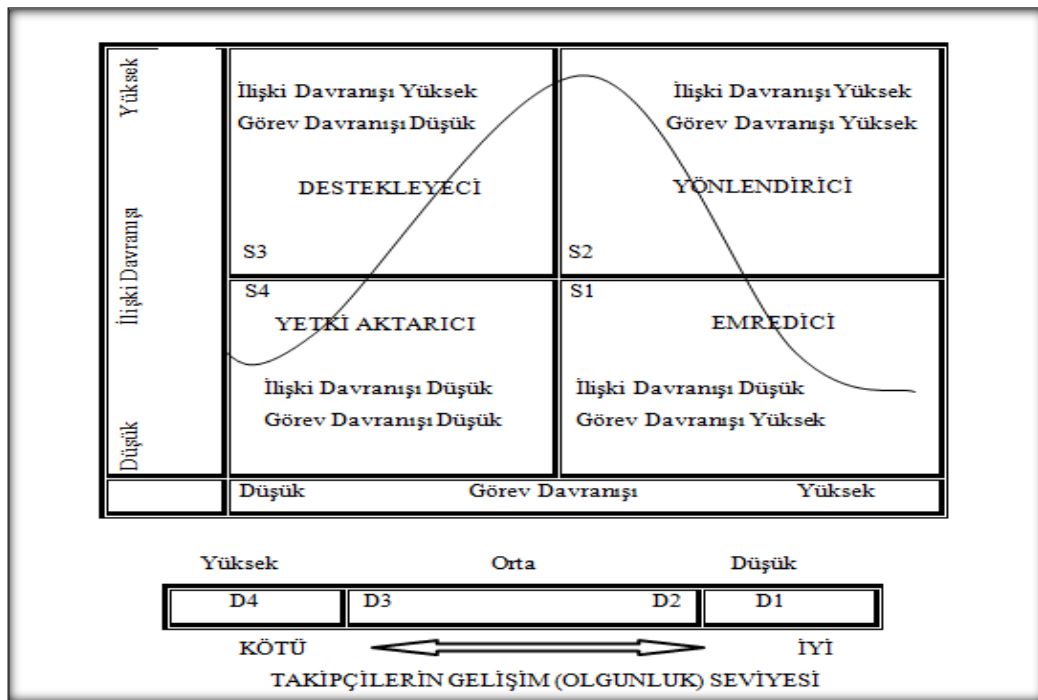 Yüksek
İlişki Davranışı
Düşük
İlişki Davranışı Yüksek
Görev Davranışı Düşük
DESTEKLEYECİ
S3
İlişki Davranışı Yüksek
Görev Davranışı Yüksek
YÖNLENDİRİCİ
S2
S4
YETKİ AKTARICI
İlişki Davranışı Düşük
Görev Davranışı Düşük
S1
EMREDİCİ
İlişki Davranışı Düşük
Görev Davranışı Yüksek
Düşük Görev Davranışı Yüksek
Yüksek Orta Düşük
D4 D3 D2 D1
KÖTÜ İYİ
TAKİPÇİLERİN GELİŞİM (OLGUNLUK) SEVİYESİ